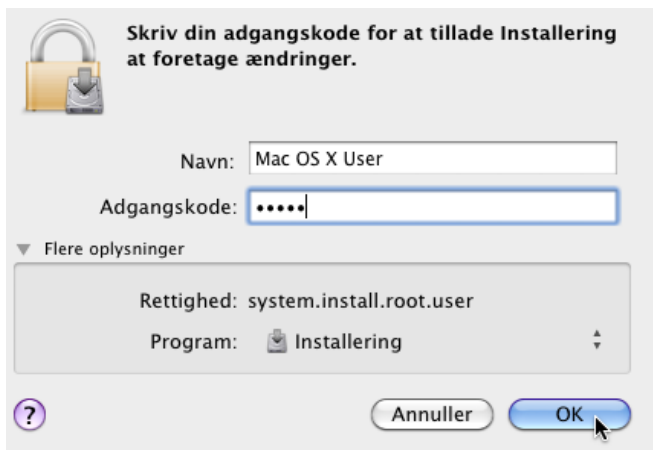 Skriv din adgangskode for at tillade Installering
at foretage ændringer.
Navn: Mac OS X User
Adgangskode: •••••
Flere oplysninger
Rettighed: system.install.root.user
Program: Installering
? Annuller OK